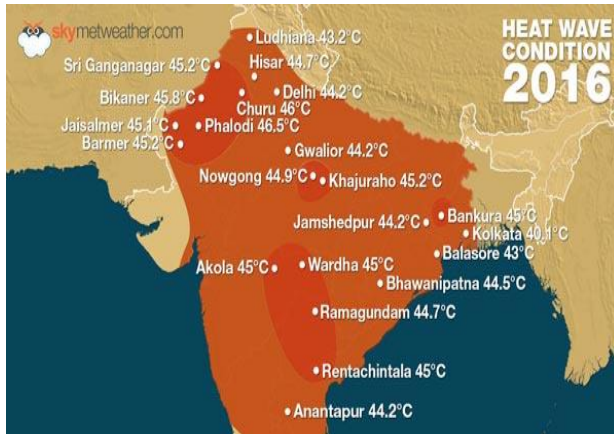 skymetweather.com
HEAT WAVE
CONDITION
2016
Ludhiana 43.2°C
Hisar 44.7°C
Sri Ganganagar 45.2°C
Delhi 44.2°C
Bikaner 45.8°C
Churu 46°C
Jaisalmer 45.1°C
Phalodi 46.5°C
Barmer 45.2°C
Gwalior 44.2°C
Nowgong 44.9°C
Khajuraho 45.2°C
Jamshedpur 44.2°C
Bankura 45°C
Kolkata 40.1°C
Balasore 43°C
Akola 45°C
Wardha 45°C
Bhawanipatna 44.5°C
Ramagundam 44.7°C
Rentachintala 45°C
Anantapur 44.2°C